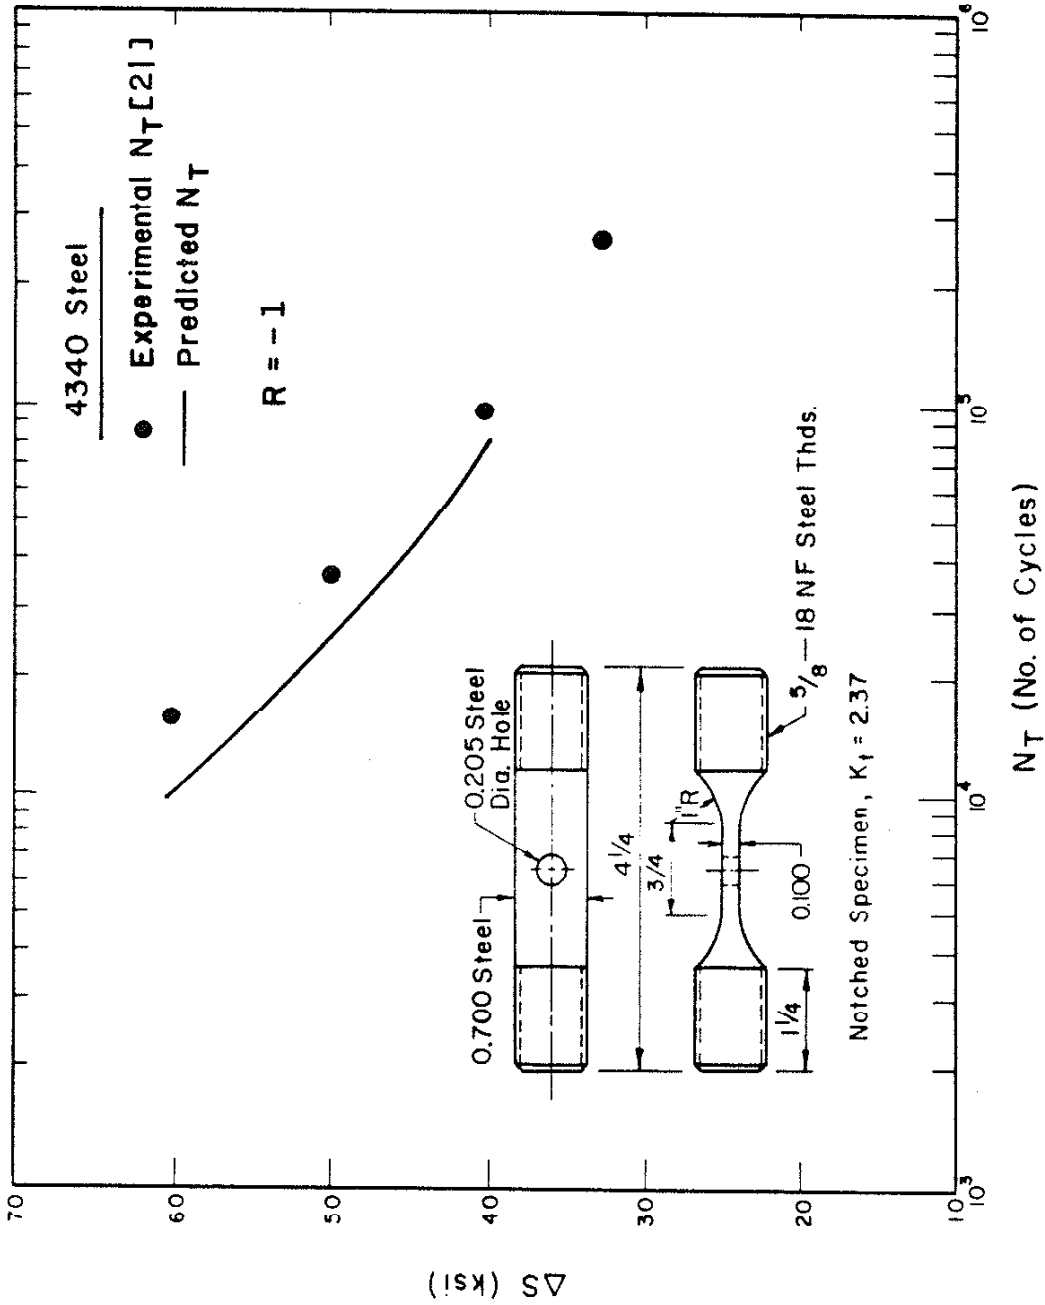 4340 Steel
● Experimental N_T [2]
— Predicted N_T
R = -1
70
60
50
40
30
20
10
ΔS (ksi)
0.700 Steel
0.205 Steel
Dia. Hole
4 1/4
3/4
1"R
0.100
1 1/4
5/8 — 18 NF Steel Thds.
Notched Specimen, K_t = 2.37
10^3
10^4
10^5
10^6
N_T (No. of Cycles)